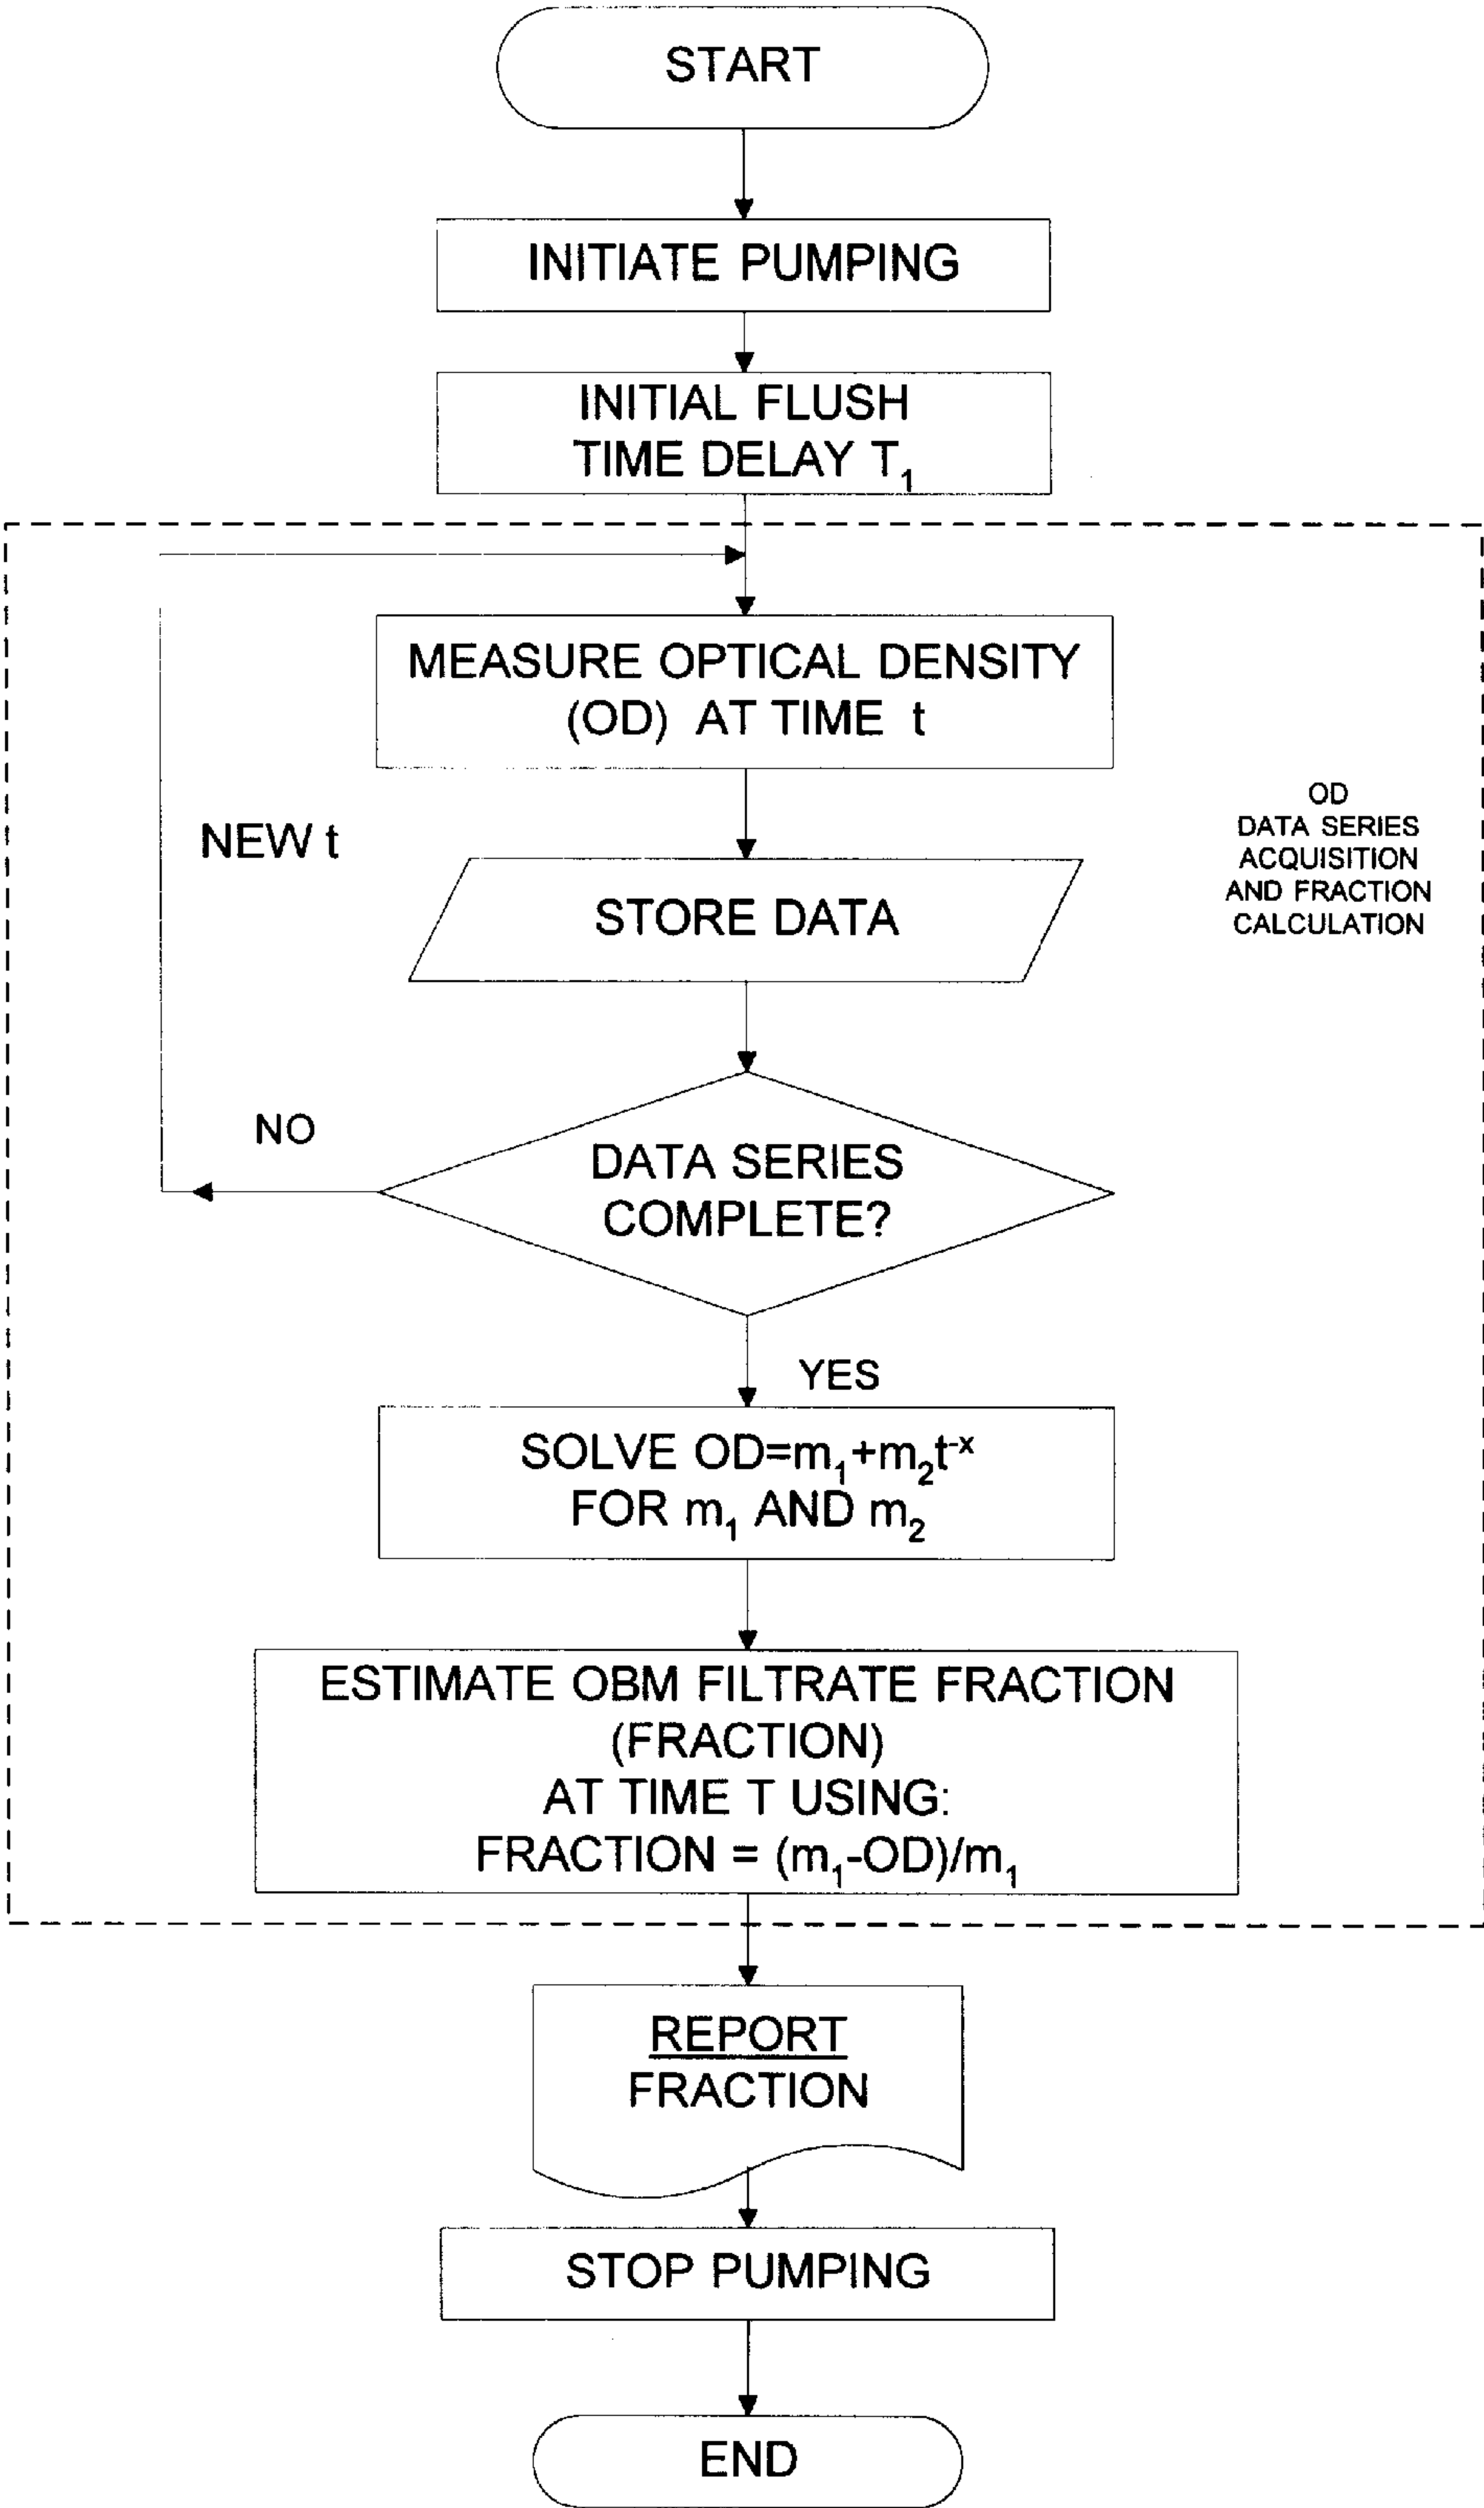 START
INITIATE PUMPING
INITIAL FLUSH
TIME DELAY T₁
MEASURE OPTICAL DENSITY
(OD) AT TIME t
OD
DATA SERIES
ACQUISITION
AND FRACTION
CALCULATION
NEW t
STORE DATA
NO
DATA SERIES
COMPLETE?
YES
SOLVE OD=m₁+m₂t⁻ˣ
FOR m₁ AND m₂
ESTIMATE OBM FILTRATE FRACTION
(FRACTION)
AT TIME T USING:
FRACTION = (m₁-OD)/m₁
REPORT
FRACTION
STOP PUMPING
END